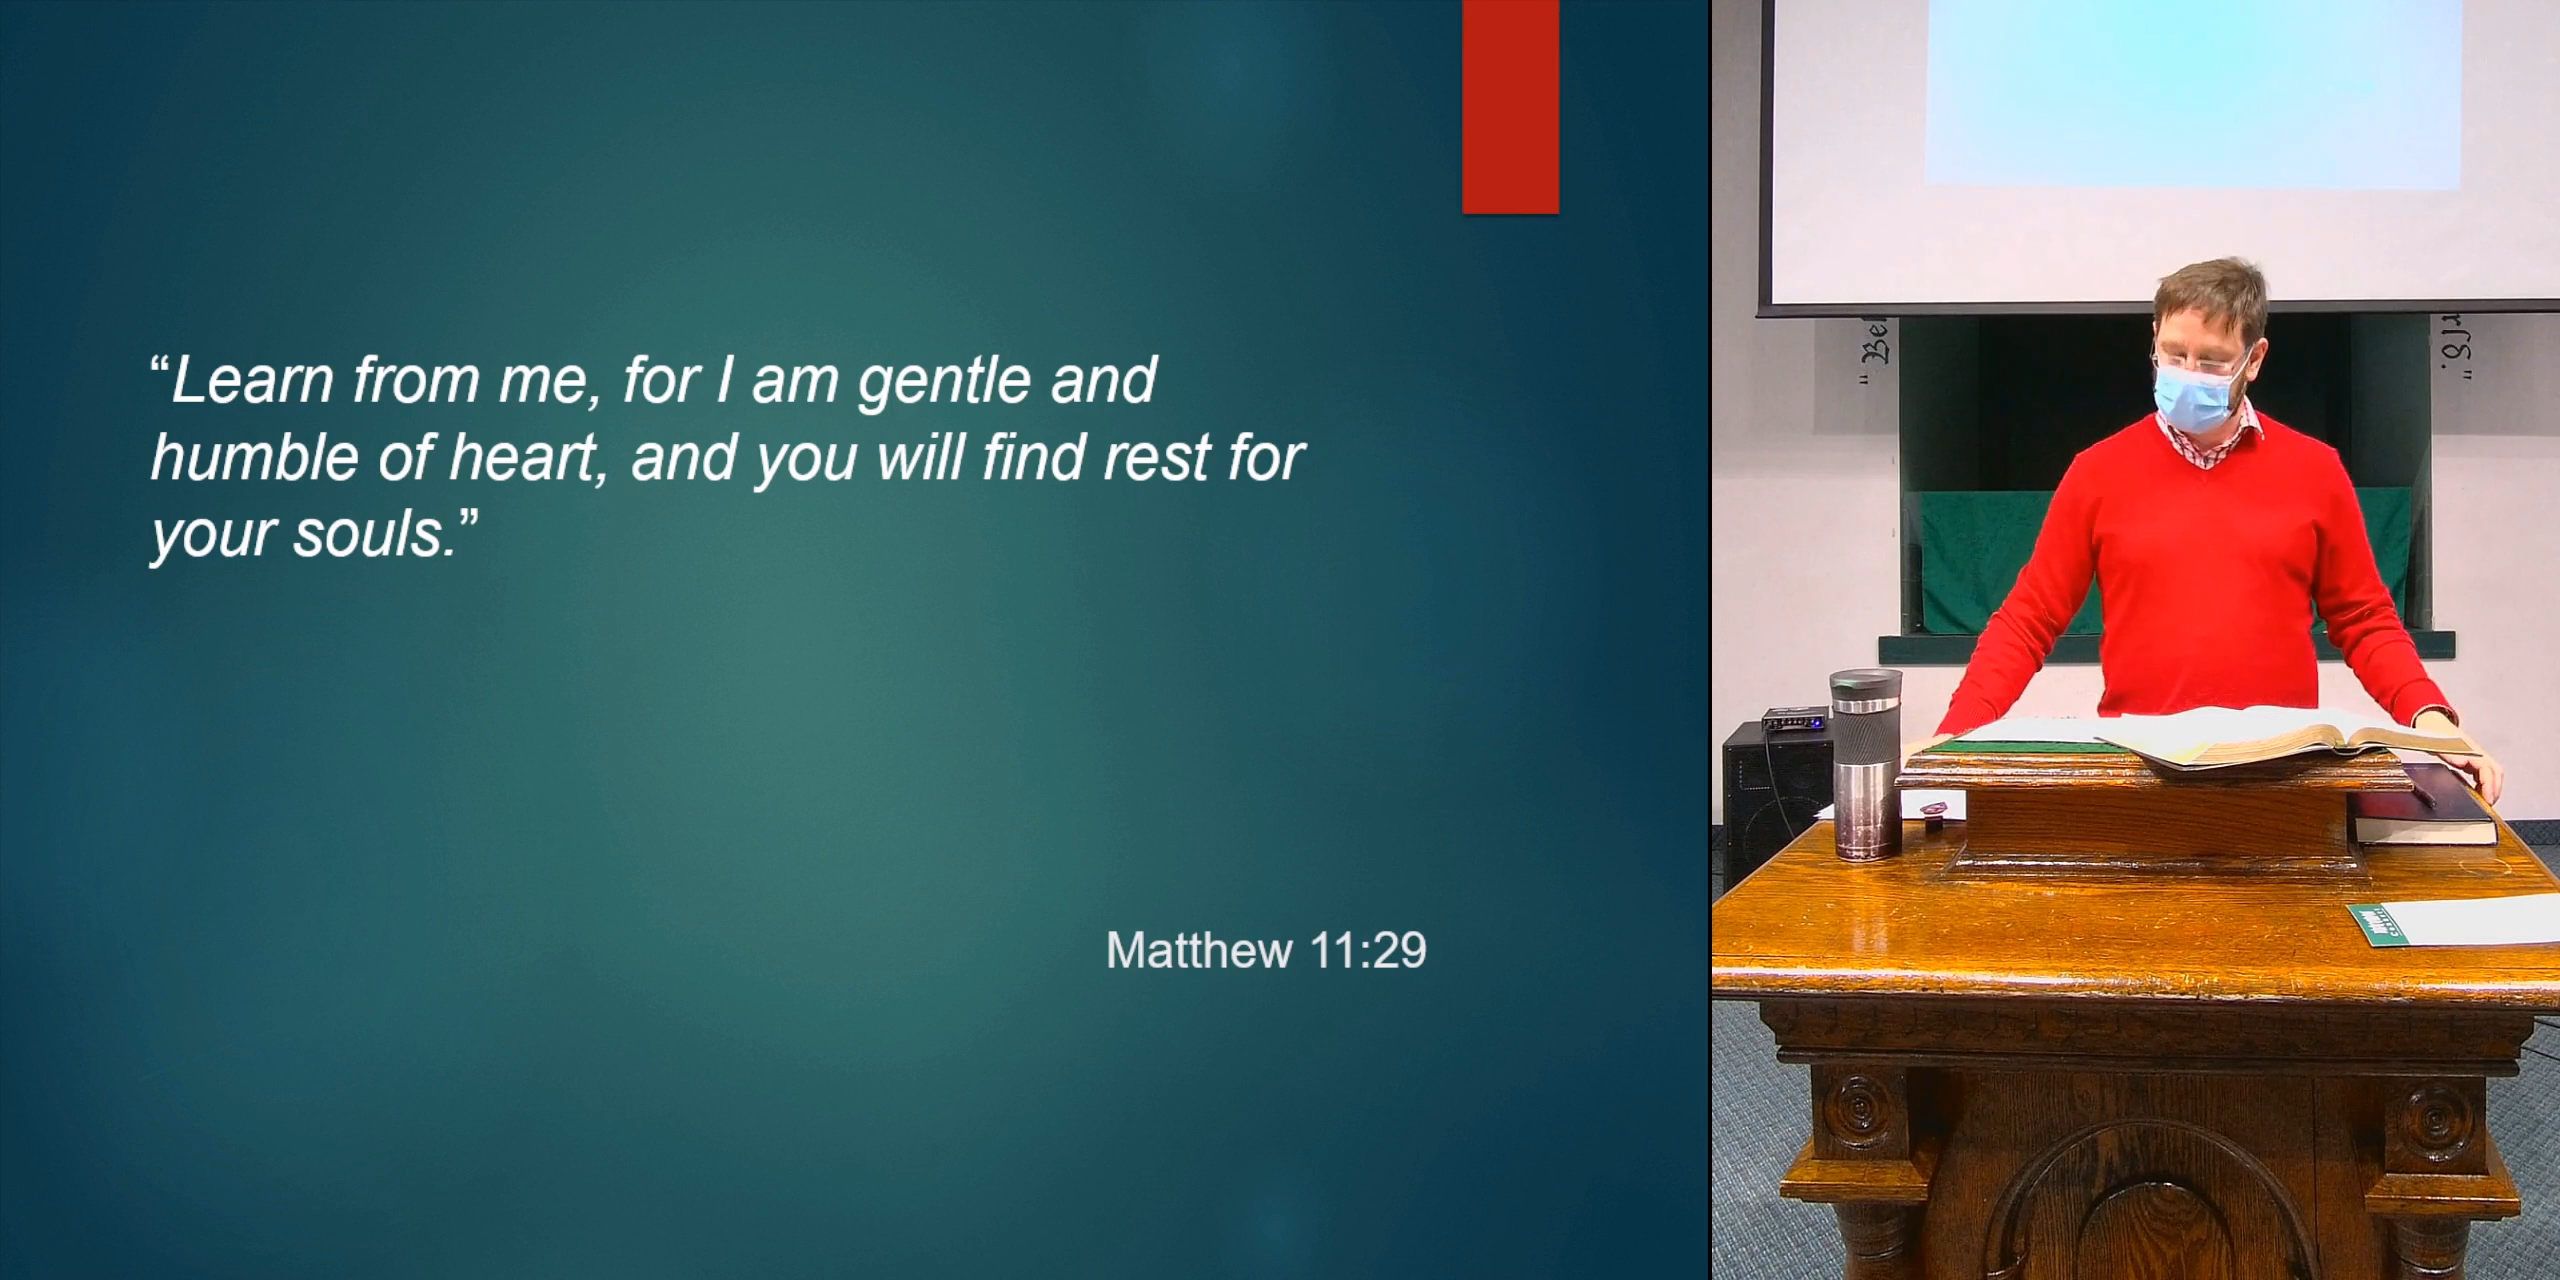 “Learn from me, for I am gentle and
humble of heart, and you will find rest for
your souls.”
Matthew 11:29